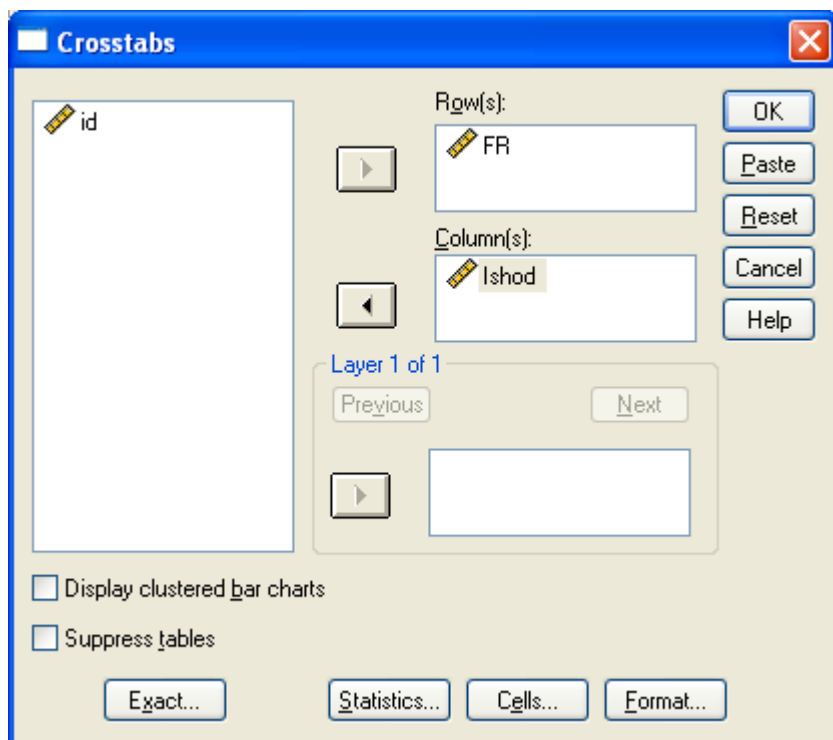 Crosstabs
id
Row(s):
FR
Column(s):
Ishod
Layer 1 of 1
Previous
Next
OK
Paste
Reset
Cancel
Help
Display clustered bar charts
Suppress tables
Exact...
Statistics...
Cells...
Format...